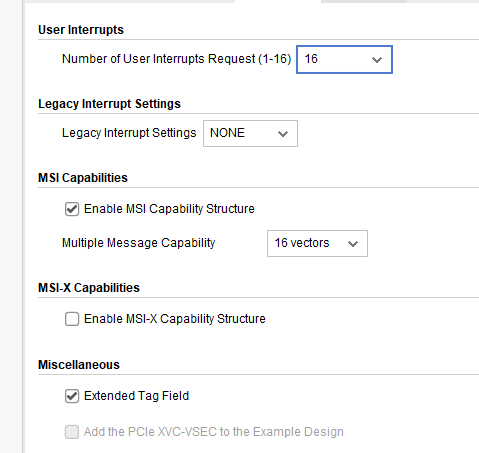 User Interrupts
Number of User Interrupts Request (1-16) 16
Legacy Interrupt Settings
Legacy Interrupt Settings NONE
MSI Capabilities
Enable MSI Capability Structure
Multiple Message Capability 16 vectors
MSI-X Capabilities
Enable MSI-X Capability Structure
Miscellaneous
Extended Tag Field
Add the PCIe XVC-VSEC to the Example Design